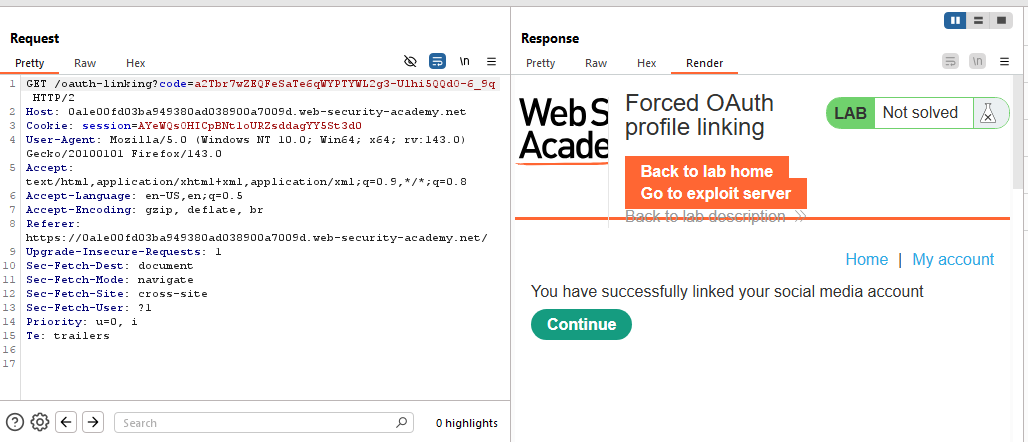 Request
Pretty Raw Hex \n
1 GET /oauth-linking?code=a2Tbr7wZEQFeSaTe6qWYPTYWL2g3-Ulhi5QQd0-6_9q
HTTP/2
2 Host: 0a1e00fd03ba949380ad038900a7009d.web-security-academy.net
3 Cookie: session=AYeWQs0HICpBNtloURZsddagYY5St3d0
4 User-Agent: Mozilla/5.0 (Windows NT 10.0; Win64; x64; rv:143.0)
Gecko/20100101 Firefox/143.0
5 Accept:
text/html,application/xhtml+xml,application/xml;q=0.9,*/*;q=0.8
6 Accept-Language: en-US,en;q=0.5
7 Accept-Encoding: gzip, deflate, br
8 Referer:
https://0a1e00fd03ba949380ad038900a7009d.web-security-academy.net/
9 Upgrade-Insecure-Requests: 1
10 Sec-Fetch-Dest: document
11 Sec-Fetch-Mode: navigate
12 Sec-Fetch-Site: cross-site
13 Sec-Fetch-User: ?1
14 Priority: u=0, i
15 Te: trailers
16
17
Search
0 highlights
Response
Pretty Raw Hex Render \n
Web S
Acade
Forced OAuth
profile linking
LAB Not solved
Back to lab home
Go to exploit server
Back to lab description
Home | My account
You have successfully linked your social media account
Continue